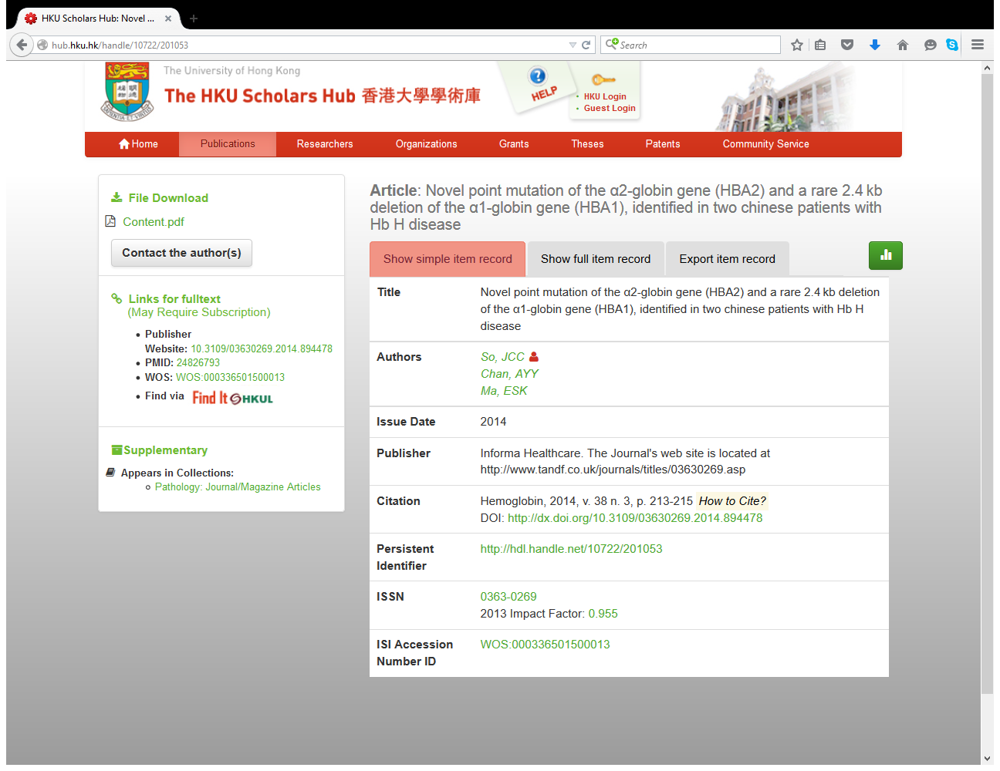 HKU Scholars Hub: Novel ...
hub.hku.hk/handle/10722/201053
Search
The University of Hong Kong
The HKU Scholars Hub 香港大學學術庫
HELP
HKU Login
Guest Login
Home Publications Researchers Organizations Grants Theses Patents Community Service
File Download
Content.pdf
Contact the author(s)
Links for fulltext
(May Require Subscription)
Publisher
Website: 10.3109/03630269.2014.894478
PMID: 24826793
WOS: WOS:000336501500013
Find via Find It @HKUL
Supplementary
Appears in Collections:
Pathology: Journal/Magazine Articles
Article: Novel point mutation of the α2-globin gene (HBA2) and a rare 2.4 kb
deletion of the α1-globin gene (HBA1), identified in two chinese patients with
Hb H disease
Show simple item record Show full item record Export item record
Title Novel point mutation of the α2-globin gene (HBA2) and a rare 2.4 kb deletion
of the α1-globin gene (HBA1), identified in two chinese patients with Hb H
disease
Authors So, JCC
Chan, AYY
Ma, ESK
Issue Date 2014
Publisher Informa Healthcare. The Journal's web site is located at
http://www.tandf.co.uk/journals/titles/03630269.asp
Citation Hemoglobin, 2014, v. 38 n. 3, p. 213-215 How to Cite?
DOI: http://dx.doi.org/10.3109/03630269.2014.894478
Persistent http://hdl.handle.net/10722/201053
Identifier
ISSN 0363-0269
2013 Impact Factor: 0.955
ISI Accession WOS:000336501500013
Number ID